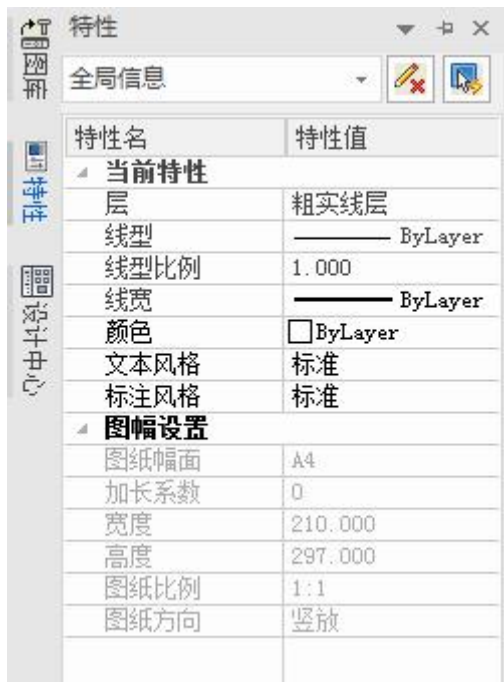 特性
全局信息
图库
特性
设计中心
特性名 特性值
当前特性
层 粗实线层
线型 ByLayer
线型比例 1.000
线宽 ByLayer
颜色 ByLayer
文本风格 标准
标注风格 标准
图幅设置
图纸幅面 A4
加长系数 0
宽度 210.000
高度 297.000
图纸比例 1:1
图纸方向 竖放